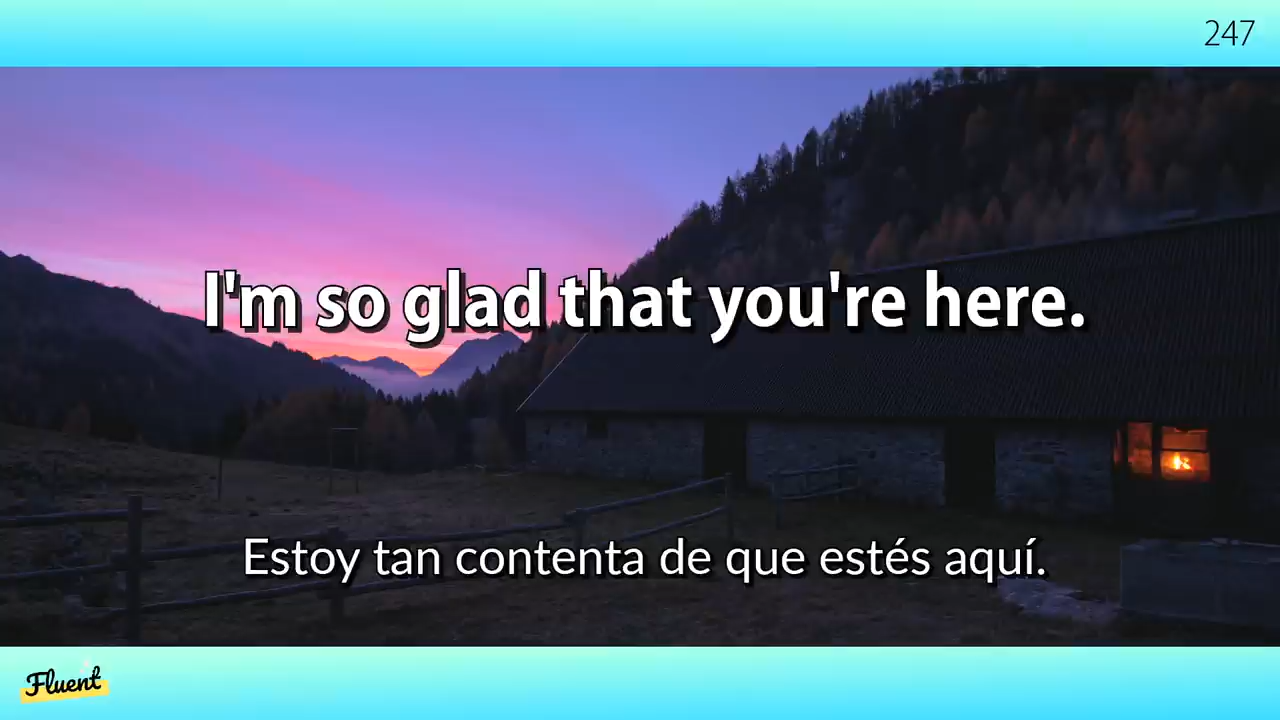 247
I'm so glad that you're here.
Estoy tan contenta de que estés aquí.
Fluent